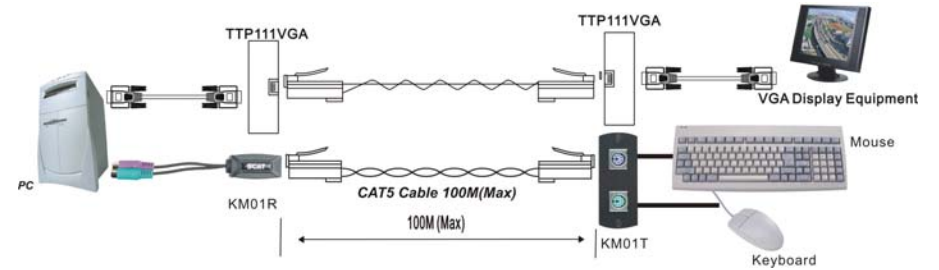 TTP111VGA
TTP111VGA
VGA Display Equipment
Mouse
PC
CAT5 Cable 100M(Max)
KM01R
100M (Max)
KM01T
Keyboard